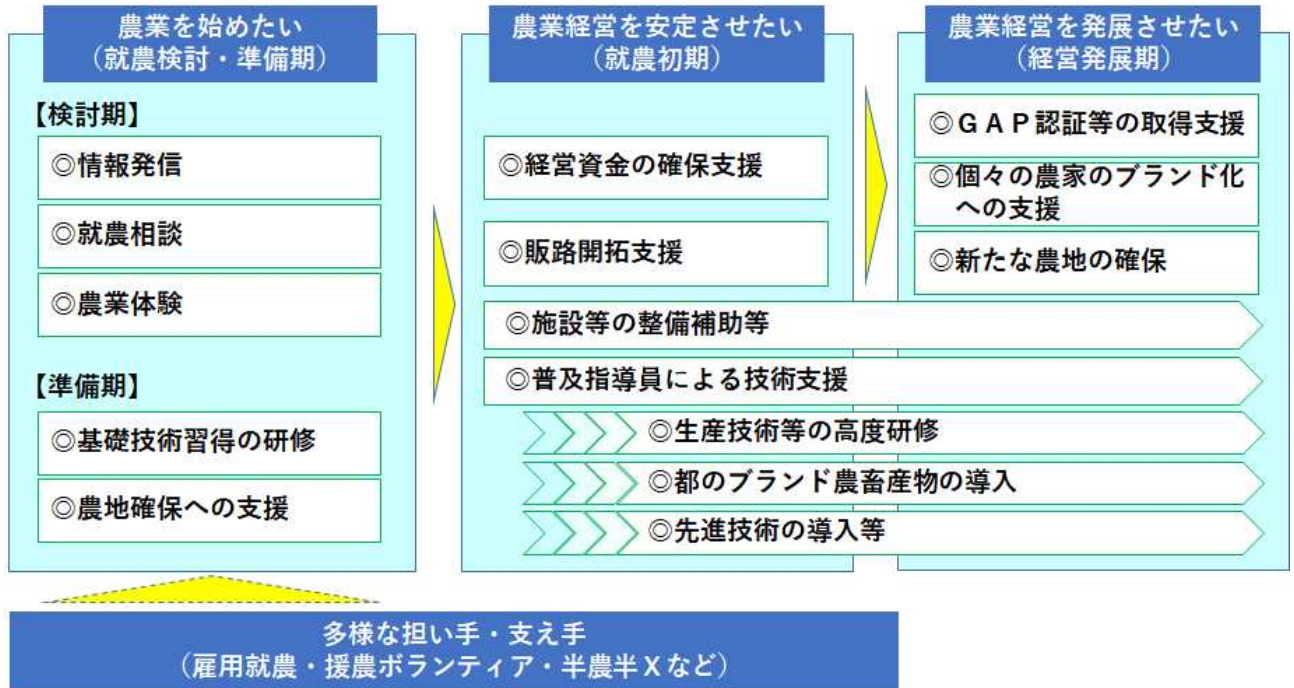 農業を始めたい
（就農検討・準備期）
【検討期】
◎情報発信
◎就農相談
◎農業体験
【準備期】
◎基礎技術習得の研修
◎農地確保への支援
農業経営を安定させたい
（就農初期）
◎経営資金の確保支援
◎販路開拓支援
農業経営を発展させたい
（経営発展期）
◎ＧＡＰ認証等の取得支援
◎個々の農家のブランド化
への支援
◎新たな農地の確保
◎施設等の整備補助等
◎普及指導員による技術支援
◎生産技術等の高度研修
◎都のブランド農畜産物の導入
◎先進技術の導入等
多様な担い手・支え手
（雇用就農・援農ボランティア・半農半Ｘなど）